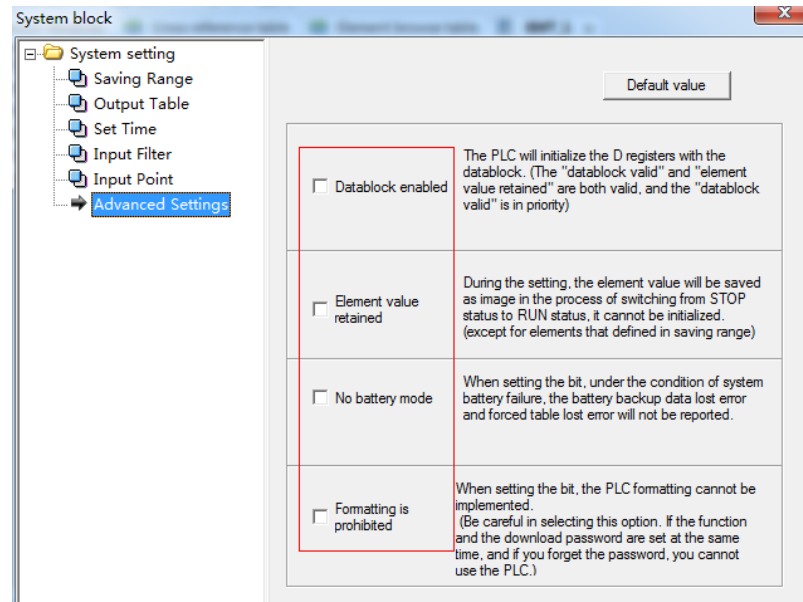 System block
System setting
Saving Range
Output Table
Set Time
Input Filter
Input Point
Advanced Settings
Default value
Datablock enabled
The PLC will initialize the D registers with the
datablock. (The "datablock valid" and "element
value retained" are both valid, and the "datablock
valid" is in priority)
Element value
retained
During the setting, the element value will be saved
as image in the process of switching from STOP
status to RUN status, it cannot be initialized.
(except for elements that defined in saving range)
No battery mode
When setting the bit, under the condition of system
battery failure, the battery backup data lost error
and forced table lost error will not be reported.
Formatting is
prohibited
When setting the bit, the PLC formatting cannot be
implemented.
(Be careful in selecting this option. If the function
and the download password are set at the same
time, and if you forget the password, you cannot
use the PLC.)